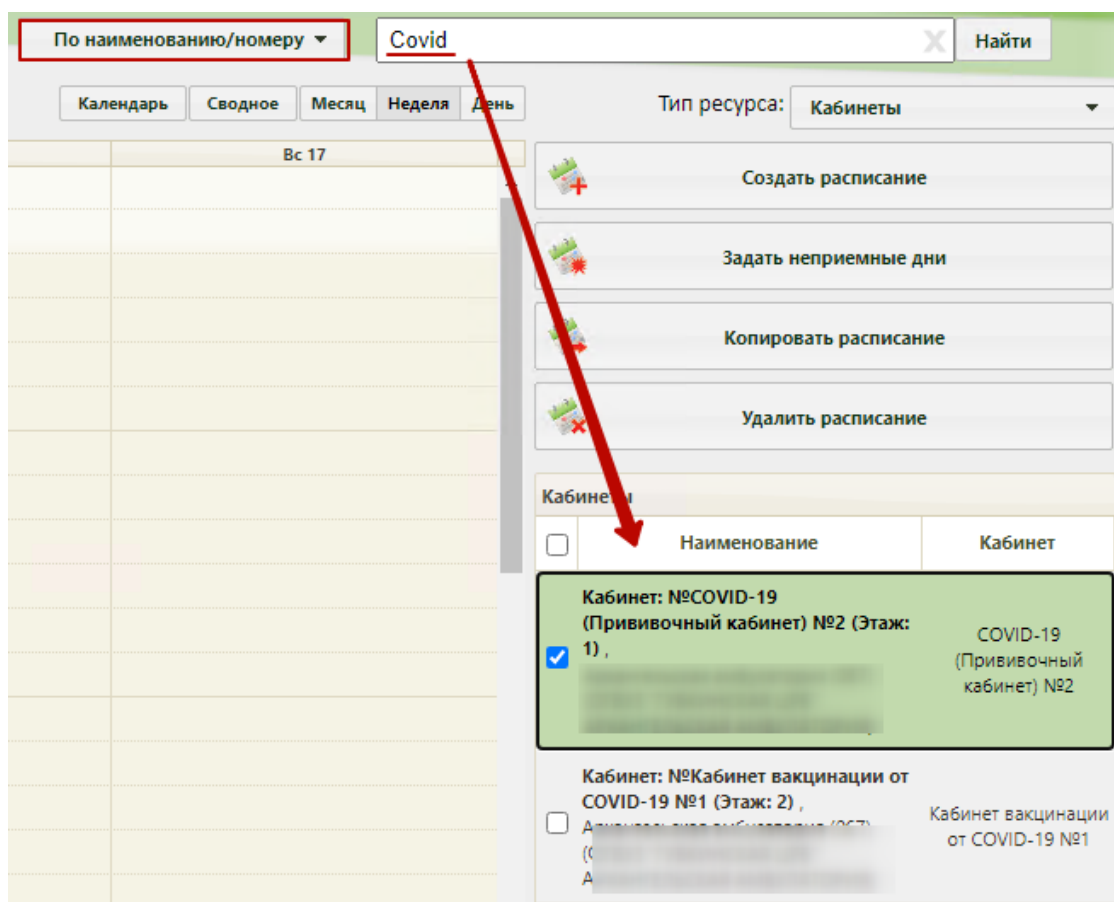 По наименованию/номеру Covid X Найти
Календарь Сводное Месяц Неделя День Тип ресурса: Кабинеты
Вс 17
Создать расписание
Задать неприемные дни
Копировать расписание
Удалить расписание
Кабинеты
Наименование Кабинет
Кабинет: №COVID-19
(Прививочный кабинет) №2 (Этаж:
1) ,
COVID-19
(Прививочный
кабинет) №2
Кабинет: №Кабинет вакцинации от
COVID-19 №1 (Этаж: 2) ,
Кабинет вакцинации
от COVID-19 №1